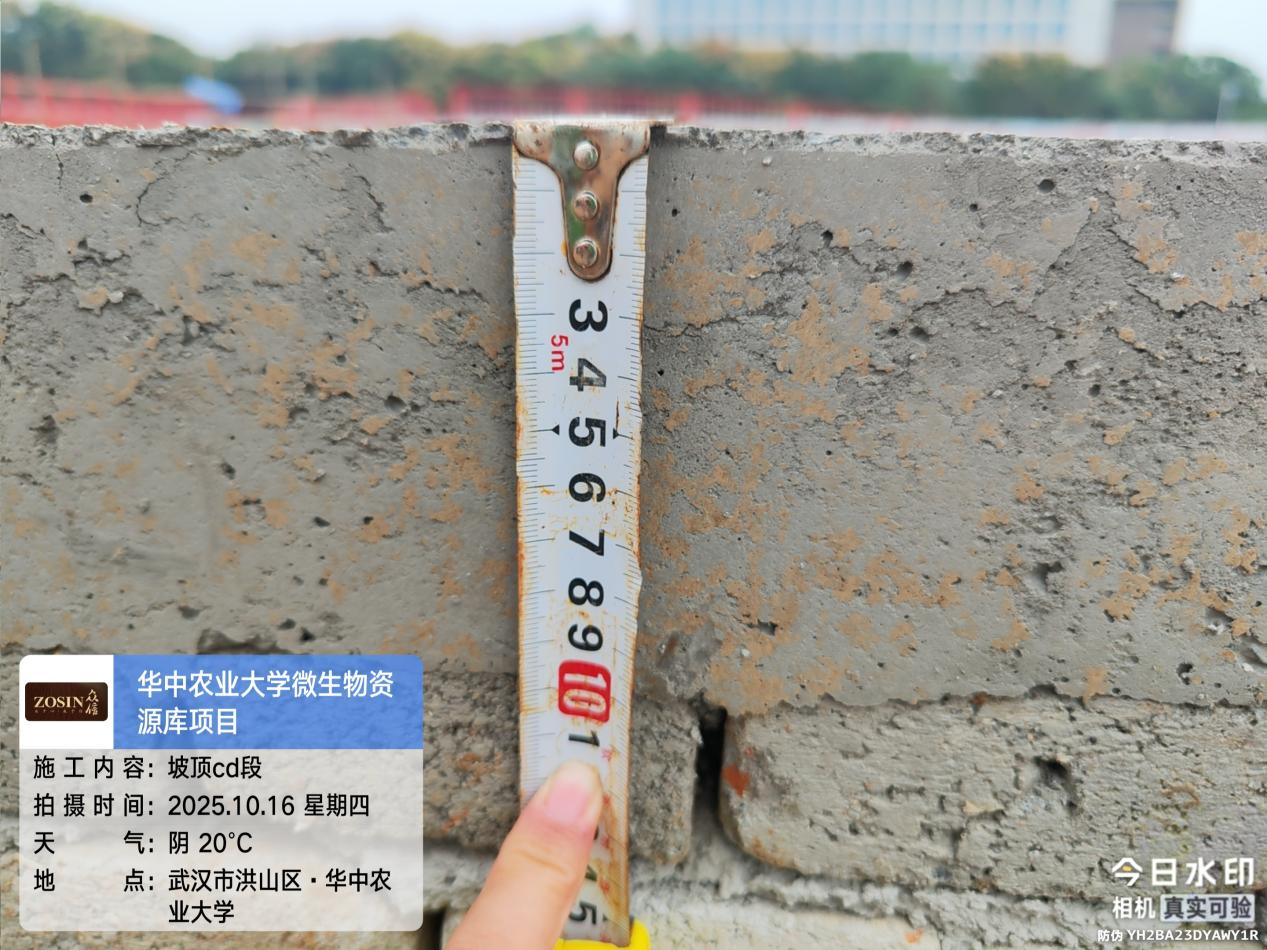 3
5m
4
5
6
7
8
9
10
1
5
ZOSIN 众信
华中农业大学微生物资
源库项目
施工内容：坡顶cd段
拍摄时间：2025.10.16 星期四
天气：阴 20°C
地点：武汉市洪山区·华中农
业大学
今日水印
相机 真实可验
防伪 YH2BA23DYAWY1R